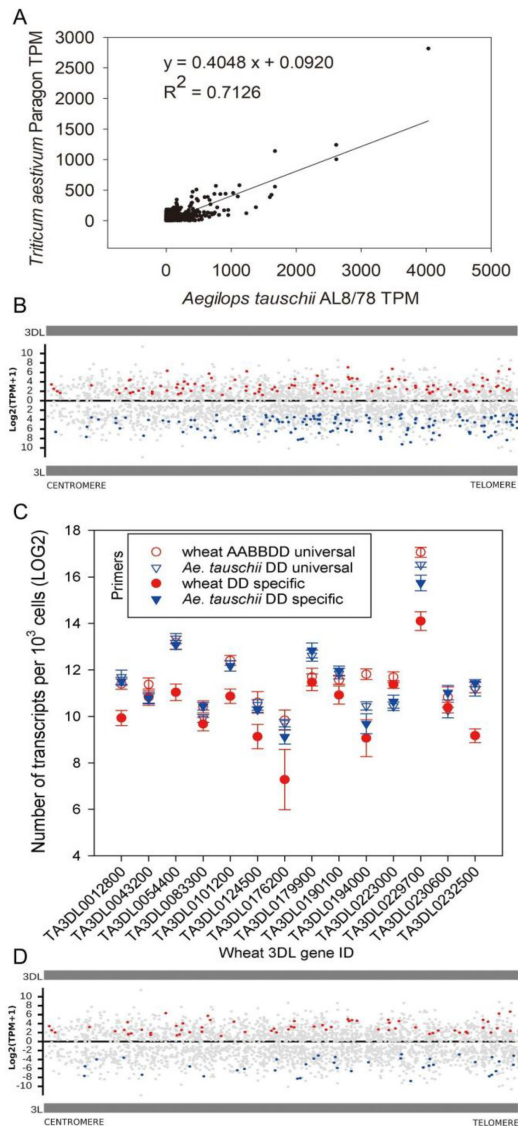 A
3000
2500
2000
1500
1000
500
0
y = 0.4048 x + 0.0920
R2 = 0.7126
Triticum aestivum Paragon TPM
0 1000 2000 3000 4000 5000
Aegilops tauschii AL8/78 TPM
B
3DL
10
8
6
4
2
0
2
4
6
8
10
Log2(TPM+1)
3L
CENTROMERE TELOMERE
C
18
16
14
12
10
8
6
4
Number of transcripts per 103 cells (LOG2)
Primers
wheat AABBDD universal
Ae. tauschii DD universal
wheat DD specific
Ae. tauschii DD specific
TA3DL0012800
TA3DL0043200
TA3DL0054400
TA3DL0083300
TA3DL0101200
TA3DL0124500
TA3DL0176200
TA3DL0179900
TA3DL0190100
TA3DL0194000
TA3DL0223000
TA3DL0229700
TA3DL0230600
TA3DL0232500
Wheat 3DL gene ID
D
3DL
10
8
6
4
2
0
-2
-4
-6
-8
-10
Log2(TPM+1)
3L
CENTROMERE TELOMERE